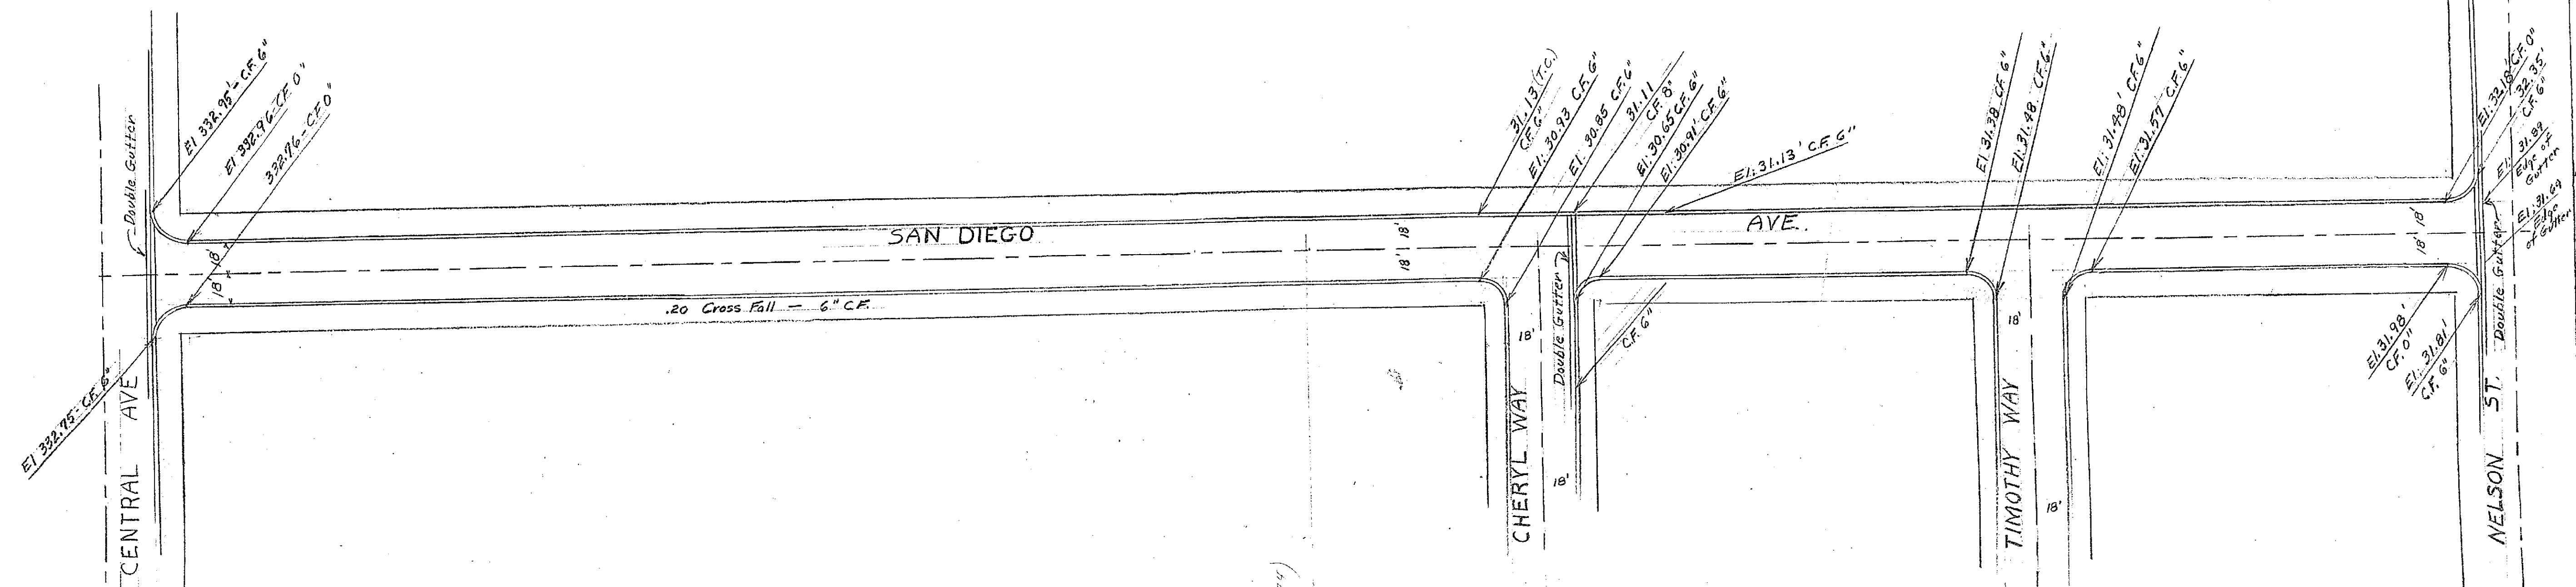 El 332.95'-C.F. 6"
El 332.96-C.F. 0"
332.76-C.F. 0"
Double Gutter
18'
18'
El 332.75'-C.F. 6"
CENTRAL AVE
SAN DIEGO
AVE.
.20 Cross Fall — 6" C.F.
18'
18'
31.13 (T.C.)
C.F. 6"
El: 30.93 C.F. 6"
El: 30.85 C.F. 6"
31.11
C.F. 8"
El: 30.65 C.F. 6"
El: 30.91' C.F. 6"
El: 31.13' C.F. 6"
Double Gutter
C.F. 6"
18'
CHERYL WAY
18'
El 31.38 C.F. 6"
El: 31.48 C.F. 6"
El: 31.48' C.F. 6"
El: 31.57 C.F. 6"
18'
TIMOTHY WAY
18'
El: 32.18' C.F. 0"
El: 32.35'
C.F. 6"
El: 31.89
Edge of
Gutter
El: 31.69
Edge
of Gutter
18'
18'
Double Gutter
El: 31.98'
C.F. 0"
El: 31.81'
C.F. 6"
NELSON ST.